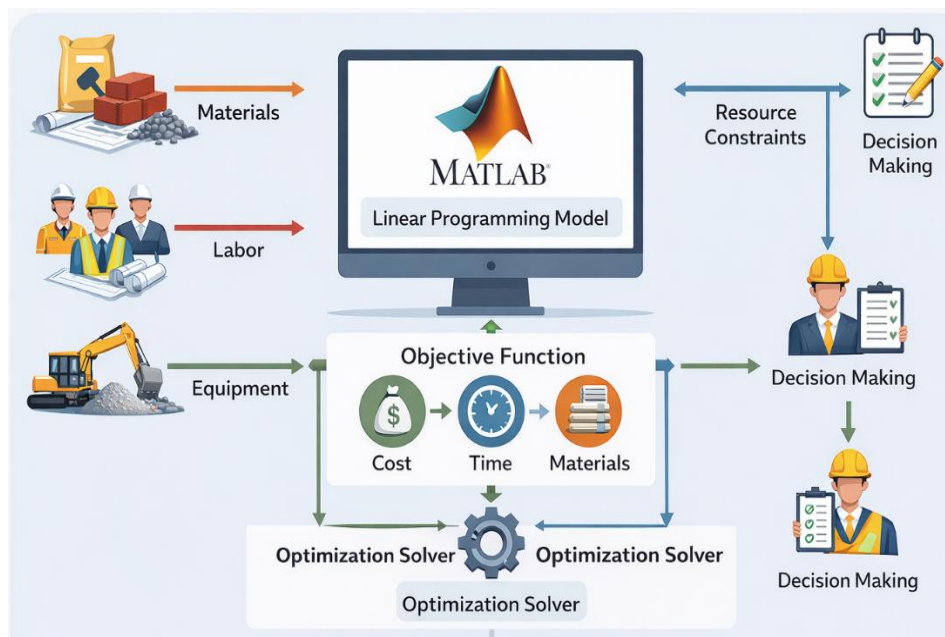 Materials
Labor
Equipment
MATLAB®
Linear Programming Model
Resource
Constraints
Decision
Making
Objective Function
$
Cost
Time
Materials
Decision Making
Decision Making
Optimization Solver
Optimization Solver
Optimization Solver